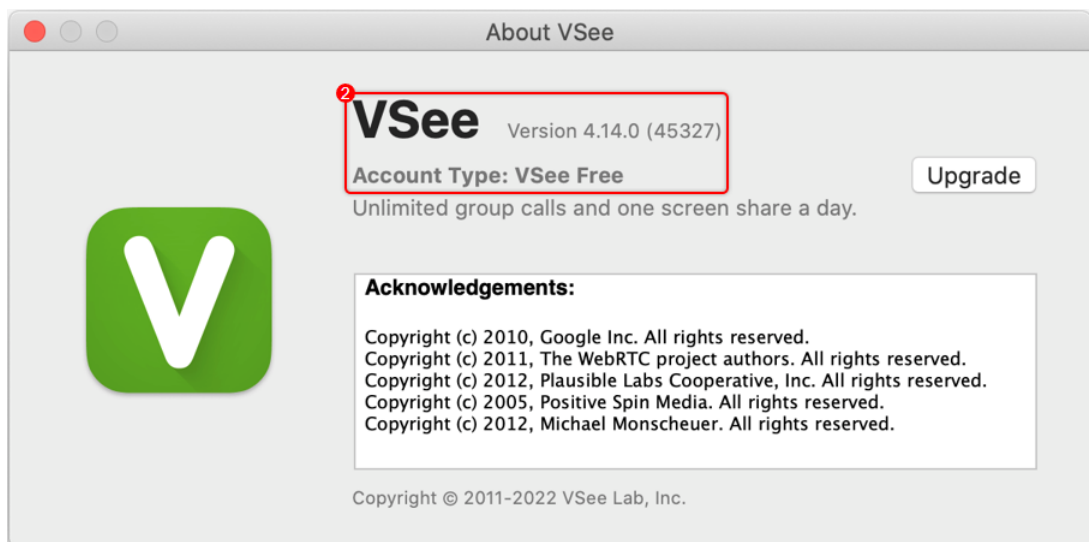 About VSee
2
VSee Version 4.14.0 (45327)
Account Type: VSee Free
Upgrade
Unlimited group calls and one screen share a day.
V
Acknowledgements:
Copyright (c) 2010, Google Inc. All rights reserved.
Copyright (c) 2011, The WebRTC project authors. All rights reserved.
Copyright (c) 2012, Plausible Labs Cooperative, Inc. All rights reserved.
Copyright (c) 2005, Positive Spin Media. All rights reserved.
Copyright (c) 2012, Michael Monscheuer. All rights reserved.
Copyright © 2011-2022 VSee Lab, Inc.